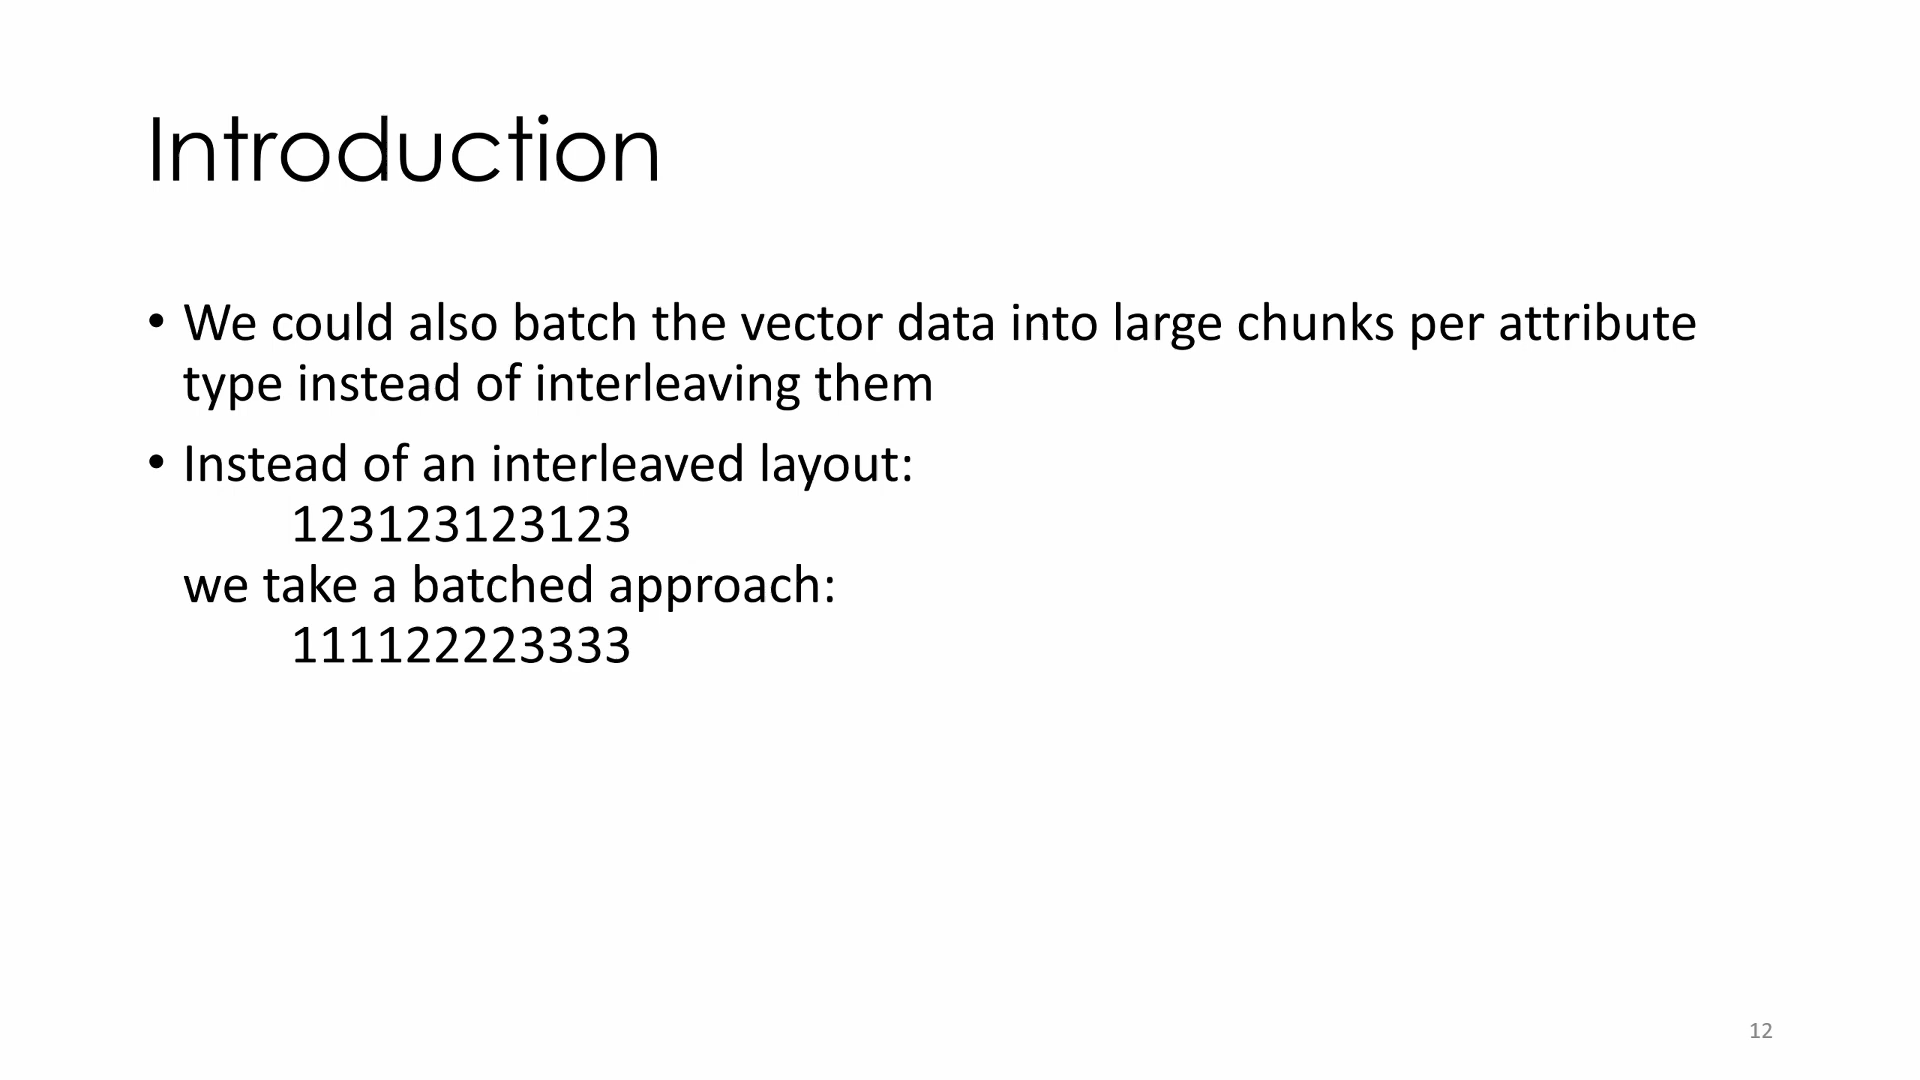 Introduction
• We could also batch the vector data into large chunks per attribute
type instead of interleaving them
• Instead of an interleaved layout:
123123123123
we take a batched approach:
111122223333
12